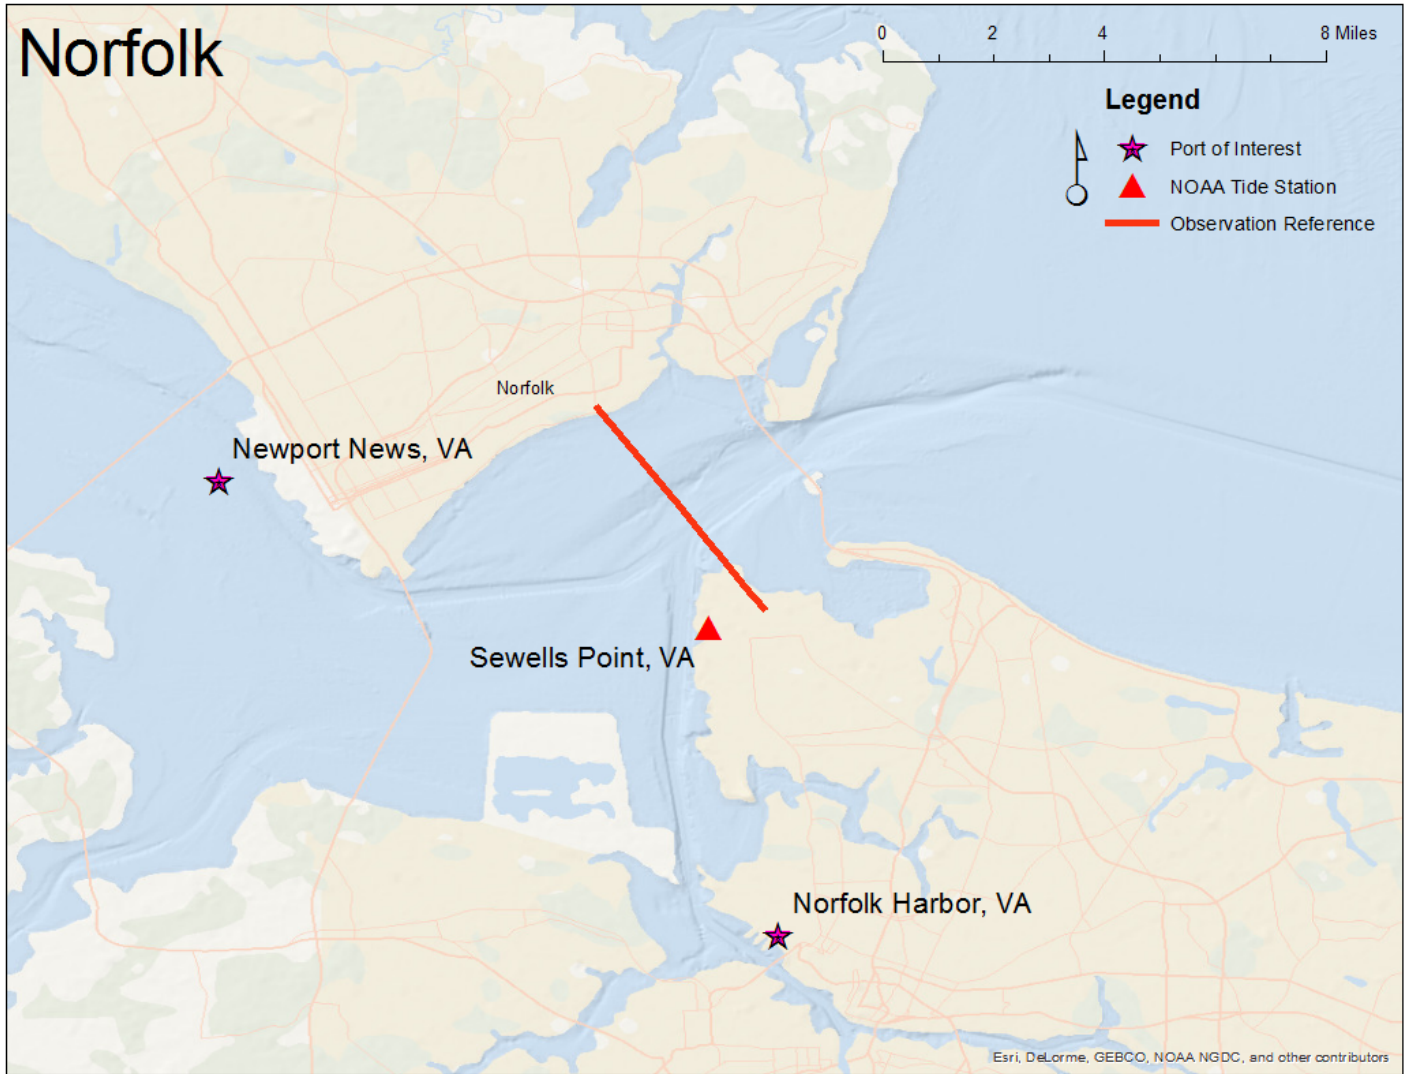 Norfolk
0 2 4 8 Miles
Legend
Port of Interest
NOAA Tide Station
Observation Reference
Norfolk
Newport News, VA
Sewells Point, VA
Norfolk Harbor, VA
Esri, DeLorme, GEBCO, NOAA NGDC, and other contributors